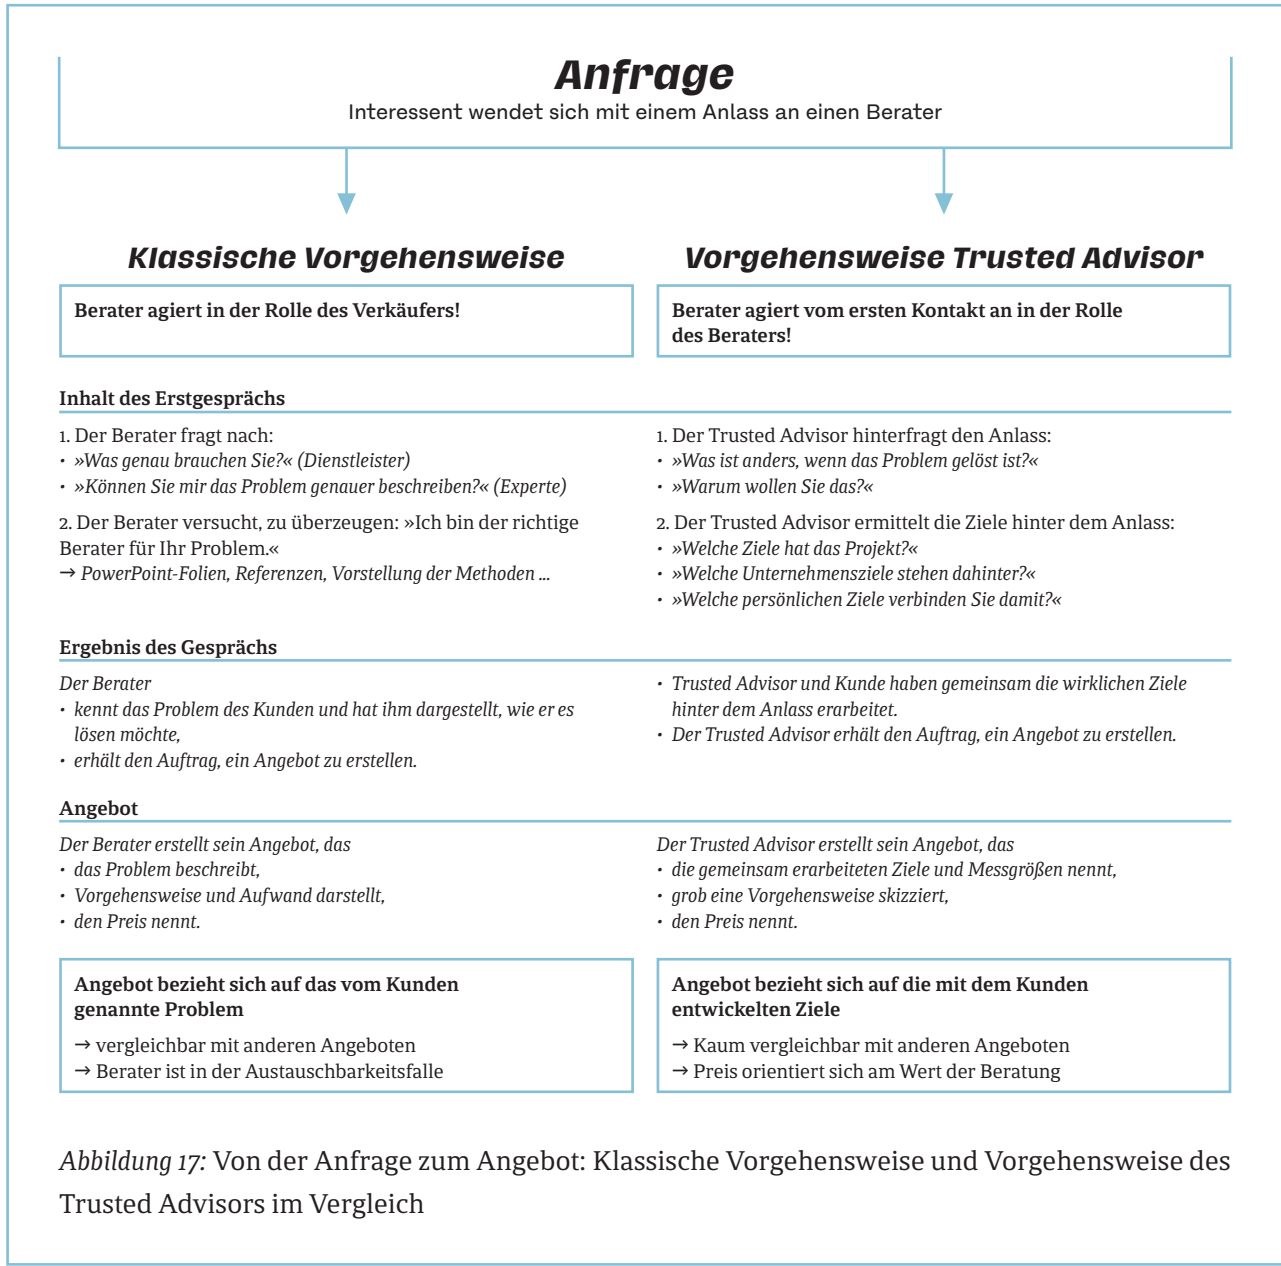 Anfrage
Interessent wendet sich mit einem Anlass an einen Berater
Klassische Vorgehensweise
Berater agiert in der Rolle des Verkäufers!
Vorgehensweise Trusted Advisor
Berater agiert vom ersten Kontakt an in der Rolle
des Beraters!
Inhalt des Erstgesprächs
1. Der Berater fragt nach:
• »Was genau brauchen Sie?« (Dienstleister)
• »Können Sie mir das Problem genauer beschreiben?« (Experte)
2. Der Berater versucht, zu überzeugen: »Ich bin der richtige
Berater für Ihr Problem.«
→ PowerPoint-Folien, Referenzen, Vorstellung der Methoden ...
1. Der Trusted Advisor hinterfragt den Anlass:
• »Was ist anders, wenn das Problem gelöst ist?«
• »Warum wollen Sie das?«
2. Der Trusted Advisor ermittelt die Ziele hinter dem Anlass:
• »Welche Ziele hat das Projekt?«
• »Welche Unternehmensziele stehen dahinter?«
• »Welche persönlichen Ziele verbinden Sie damit?«
Ergebnis des Gesprächs
Der Berater
• kennt das Problem des Kunden und hat ihm dargestellt, wie er es
lösen möchte,
• erhält den Auftrag, ein Angebot zu erstellen.
• Trusted Advisor und Kunde haben gemeinsam die wirklichen Ziele
hinter dem Anlass erarbeitet.
• Der Trusted Advisor erhält den Auftrag, ein Angebot zu erstellen.
Angebot
Der Berater erstellt sein Angebot, das
• das Problem beschreibt,
• Vorgehensweise und Aufwand darstellt,
• den Preis nennt.
Der Trusted Advisor erstellt sein Angebot, das
• die gemeinsam erarbeiteten Ziele und Messgrößen nennt,
• grob eine Vorgehensweise skizziert,
• den Preis nennt.
Angebot bezieht sich auf das vom Kunden
genannte Problem
→ vergleichbar mit anderen Angeboten
→ Berater ist in der Austauschbarkeitsfalle
Angebot bezieht sich auf die mit dem Kunden
entwickelten Ziele
→ Kaum vergleichbar mit anderen Angeboten
→ Preis orientiert sich am Wert der Beratung
Abbildung 17: Von der Anfrage zum Angebot: Klassische Vorgehensweise und Vorgehensweise des
Trusted Advisors im Vergleich